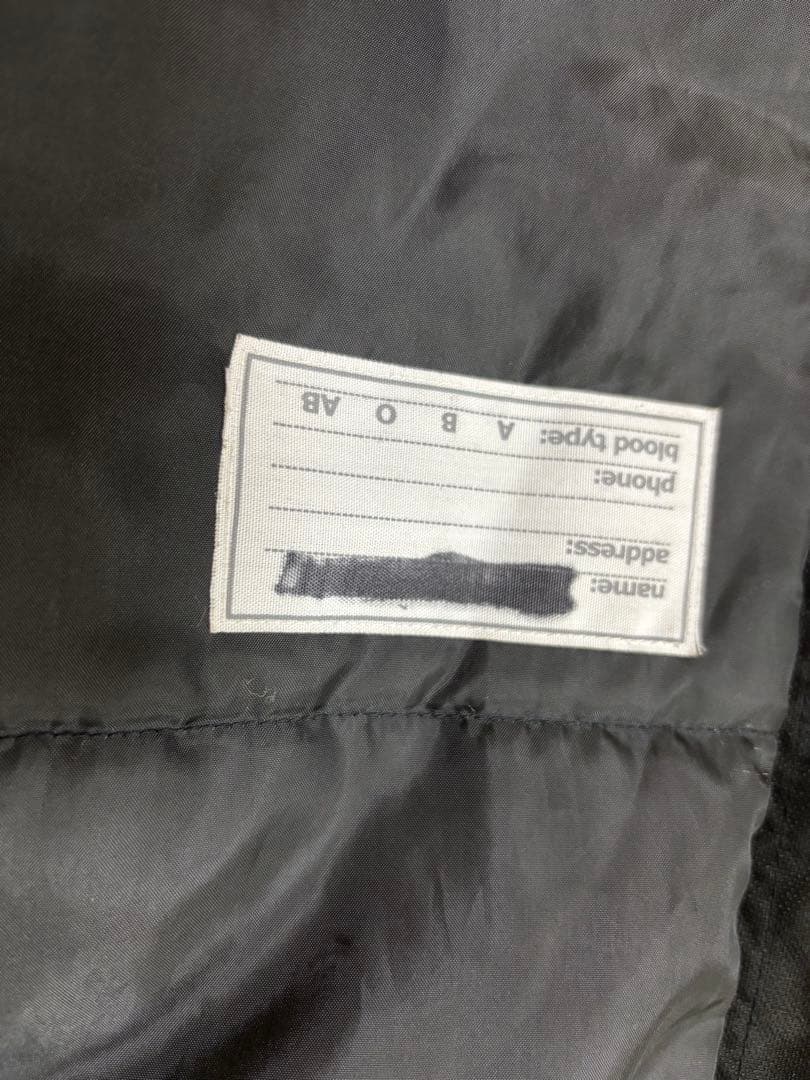 name:
address:
phone:
blood type: A B O AB